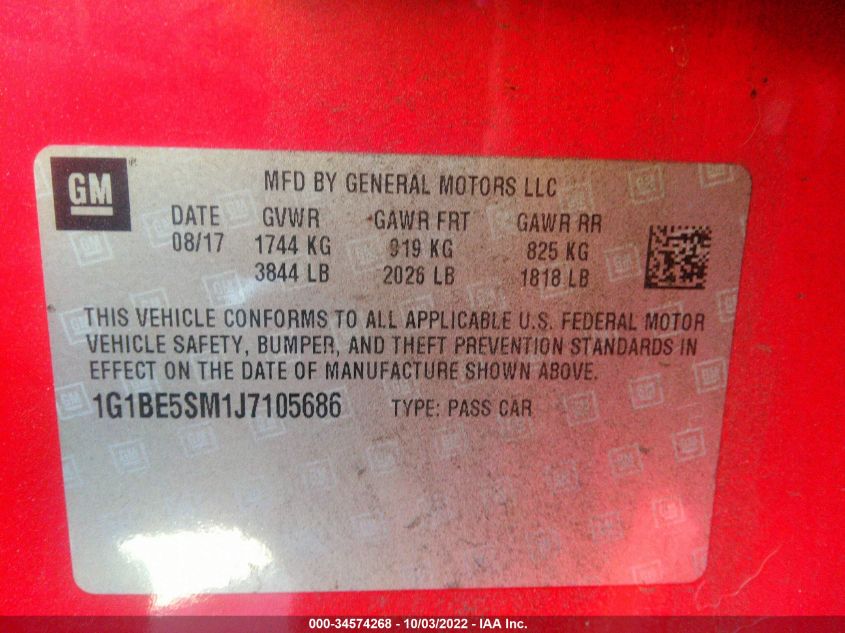 GM
MFD BY GENERAL MOTORS LLC
DATE GVWR GAWR FRT GAWR RR
08/17 1744 KG 919 KG 825 KG
3844 LB 2026 LB 1818 LB
THIS VEHICLE CONFORMS TO ALL APPLICABLE U.S. FEDERAL MOTOR
VEHICLE SAFETY, BUMPER, AND THEFT PREVENTION STANDARDS IN
EFFECT ON THE DATE OF MANUFACTURE SHOWN ABOVE.
1G1BE5SM1J7105686 TYPE: PASS CAR
000-34574268 - 10/03/2022 - IAA Inc.